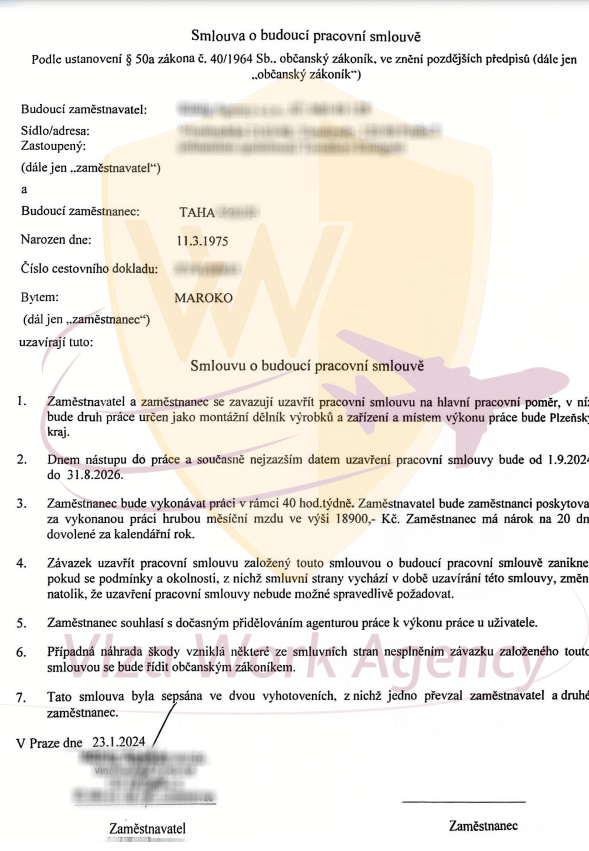 Smlouva o budoucí pracovní smlouvě
Podle ustanovení § 50a zákona č. 40/1964 Sb.. občanský zákoník, ve znění pozdějších předpisů (dále jen
„občanský zákoník“)
Budoucí zaměstnavatel:
Sídlo/adresa:
Zastoupený:
(dále jen „zaměstnavatel“)
a
Budoucí zaměstnanec: TAHA
Narozen dne: 11.3.1975
Číslo cestovního dokladu:
Bytem: MAROKO
(dál jen „zaměstnanec“)
uzavírají tuto:
Smlouvu o budoucí pracovní smlouvě
1. Zaměstnavatel a zaměstnanec se zavazují uzavřít pracovní smlouvu na hlavní pracovní poměr, v ní
bude druh práce určen jako montážní dělník výrobků a zařízení a místem výkonu práce bude Plzeňsk
kraj.
2. Dnem nástupu do práce a současně nejzazším datem uzavření pracovní smlouvy bude od 1.9.2024
do 31.8.2026.
3. Zaměstnanec bude vykonávat práci v rámci 40 hod.týdně. Zaměstnavatel bude zaměstnanci poskytova
za vykonanou práci hrubou měsíční mzdu ve výši 18900,- Kč. Zaměstnanec má nárok na 20 dn
dovolené za kalendářní rok.
4. Závazek uzavřít pracovní smlouvu založený touto smlouvou o budoucí pracovní smlouvě zanikne
pokud se podmínky a okolnosti, z nichž smluvní strany vychází v době uzavírání této smlouvy, změn
natolik, že uzavření pracovní smlouvy nebude možné spravedlivě požadovat.
5. Zaměstnanec souhlasí s dočasným přidělováním agenturou práce k výkonu práce u uživatele.
6. Případná náhrada škody vzniklá některé ze smluvních stran nesplněním závazku založeného touto
smlouvou se bude řídit občanským zákoníkem.
Viza Work Agency
7. Tato smlouva byla sepsána ve dvou vyhotoveních, z nichž jedno převzal zaměstnavatel a druhé
zaměstnanec.
V Praze dne 23.1.2024
Zaměstnavatel
Zaměstnanec